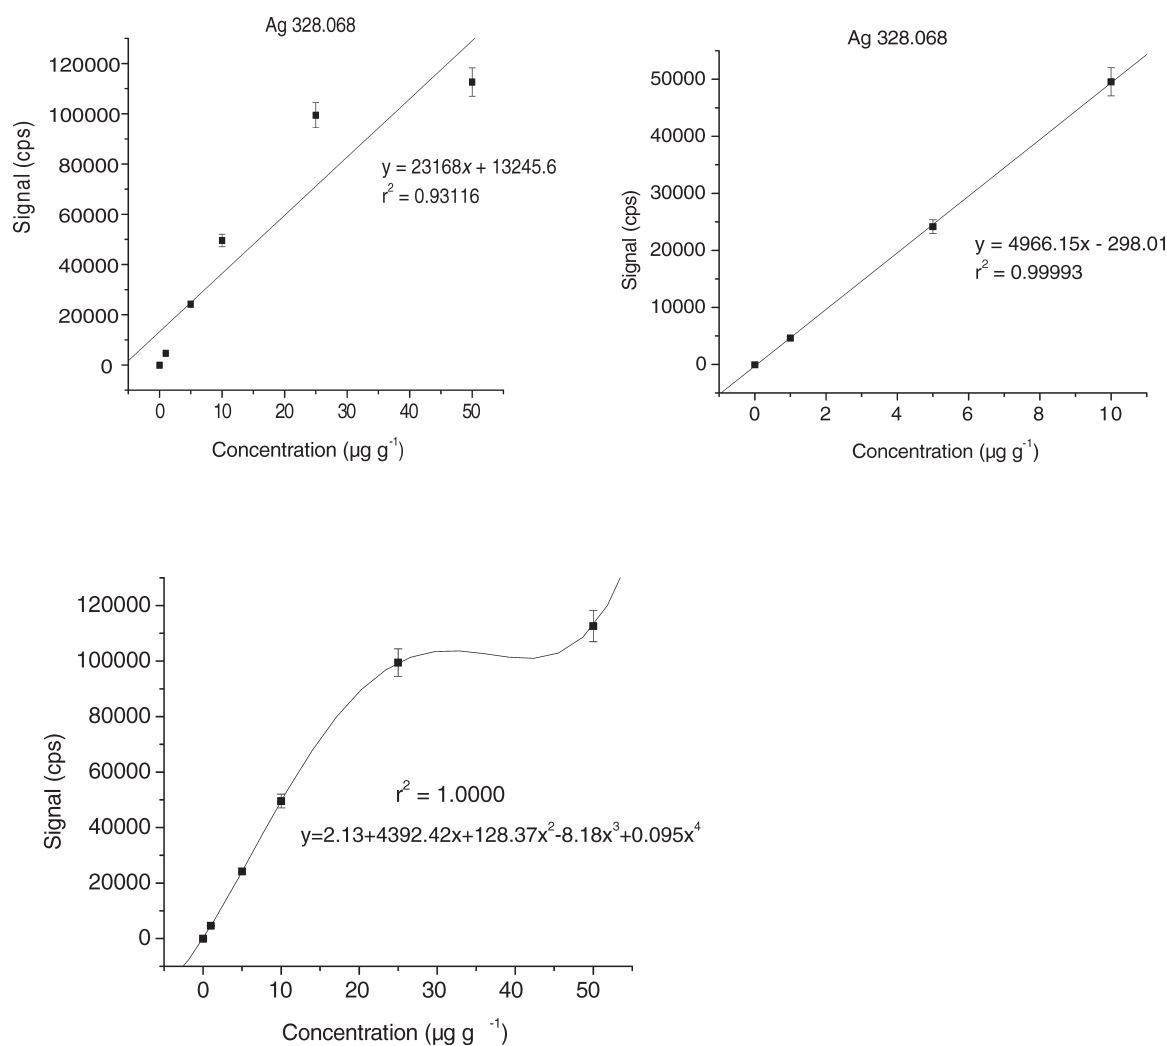 Ag 328.068
120000
100000
80000
60000
40000
20000
0
Signal (cps)
y = 23168x + 13245.6
r² = 0.93116
0 10 20 30 40 50
Concentration (µg g⁻¹)
Ag 328.068
50000
40000
30000
20000
10000
0
Signal (cps)
y = 4966.15x - 298.01
r² = 0.99993
0 2 4 6 8 10
Concentration (µg g⁻¹)
120000
100000
80000
60000
40000
20000
0
Signal (cps)
r² = 1.0000
y=2.13+4392.42x+128.37x²-8.18x³+0.095x⁴
0 10 20 30 40 50
Concentration (µg g ⁻¹)